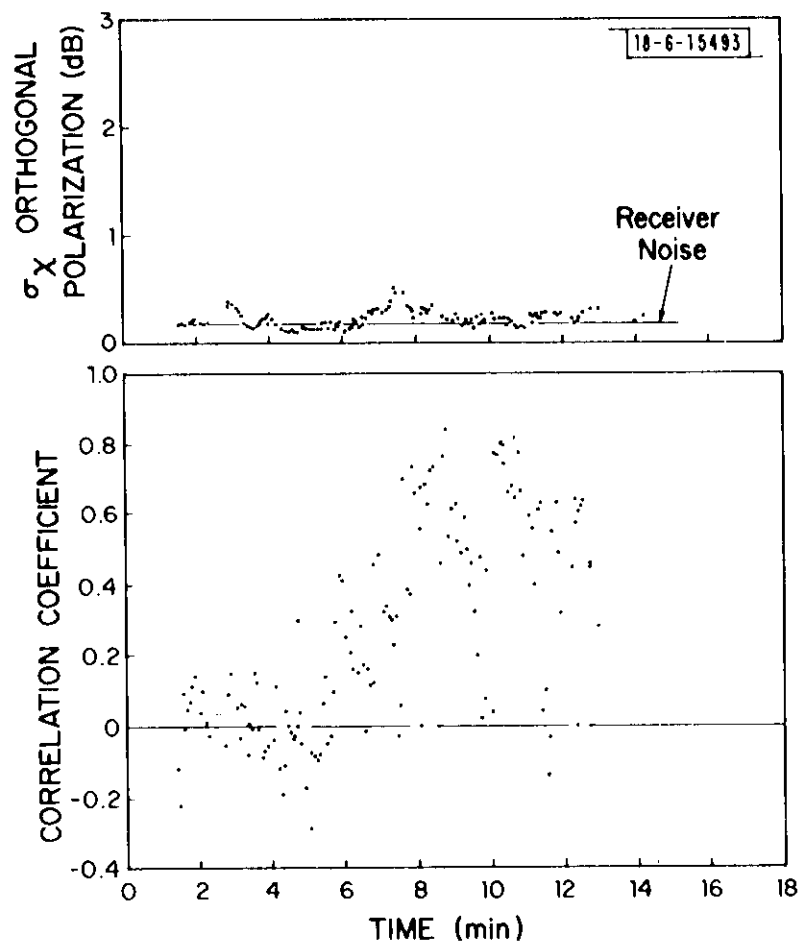 18-6-15493
σχ ORTHOGONAL
POLARIZATION (dB)
3
2
1
0
Receiver
Noise
CORRELATION COEFFICIENT
1.0
0.8
0.6
0.4
0.2
0
-0.2
-0.4
0 2 4 6 8 10 12 14 16 18
TIME (min)